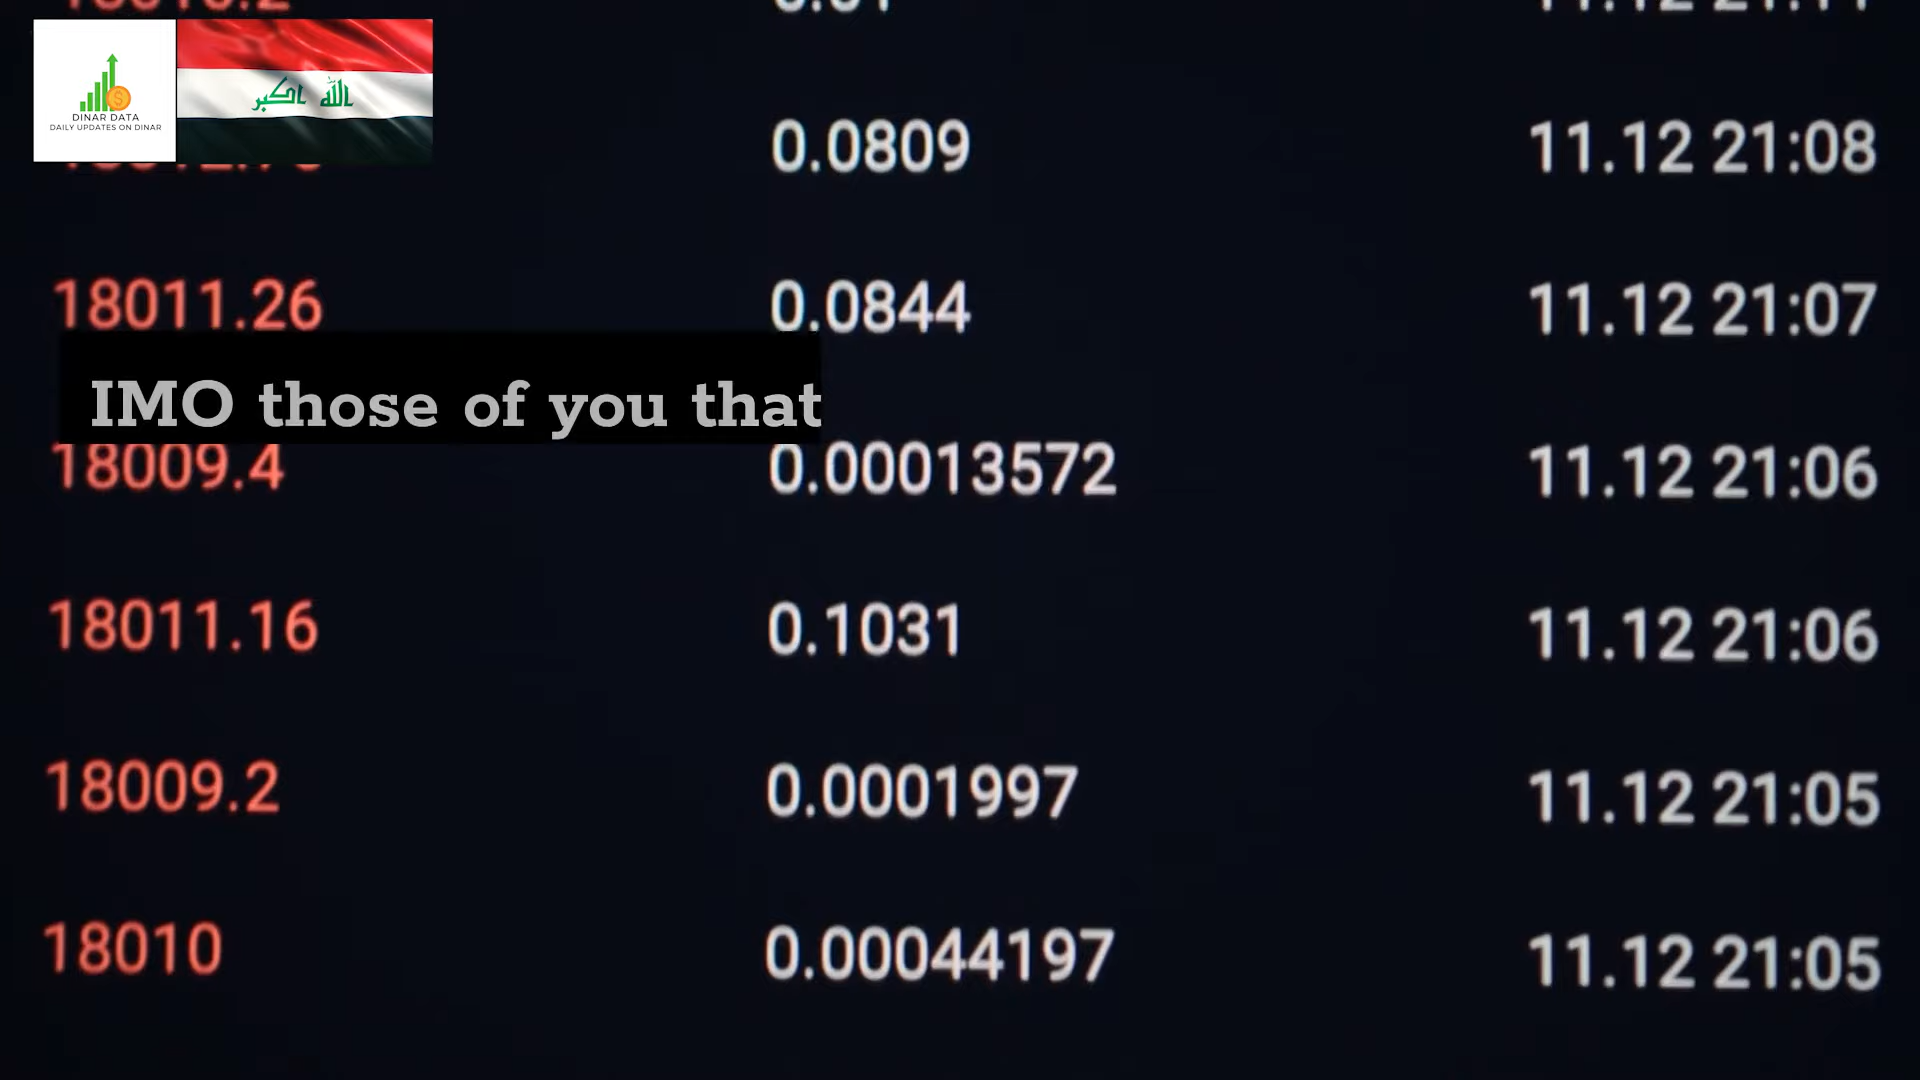 DINAR DATA
DAILY UPDATES ON DINAR
الله اكبر
0.0809 11.12 21:08
18011.26 0.0844 11.12 21:07
IMO those of you that
18009.4 0.00013572 11.12 21:06
18011.16 0.1031 11.12 21:06
18009.2 0.0001997 11.12 21:05
18010 0.00044197 11.12 21:05